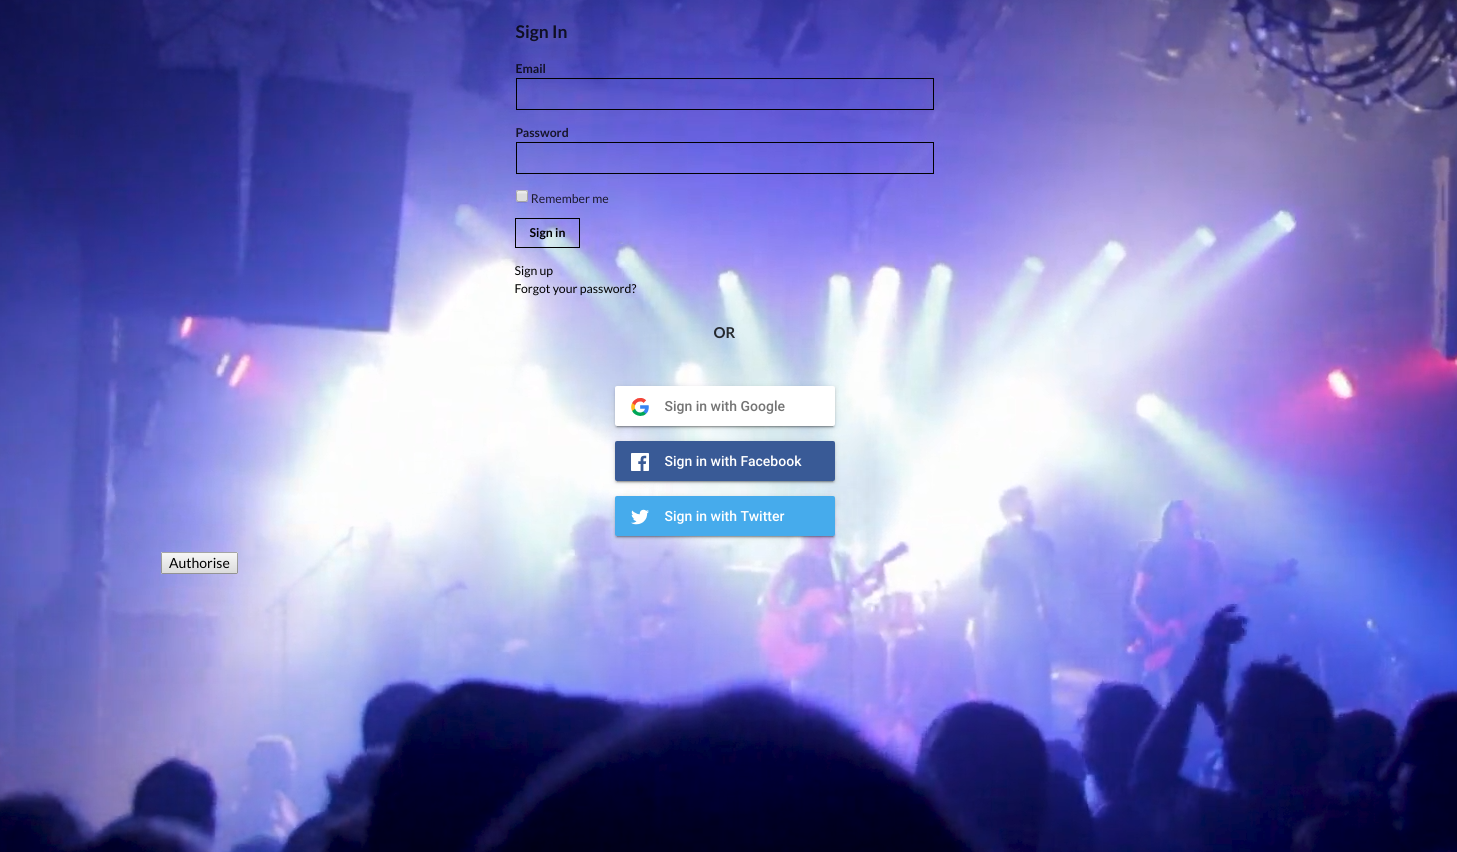 Sign In
Email
Password
Remember me
Sign in
Sign up
Forgot your password?
OR
Sign in with Google
Sign in with Facebook
Sign in with Twitter
Authorise